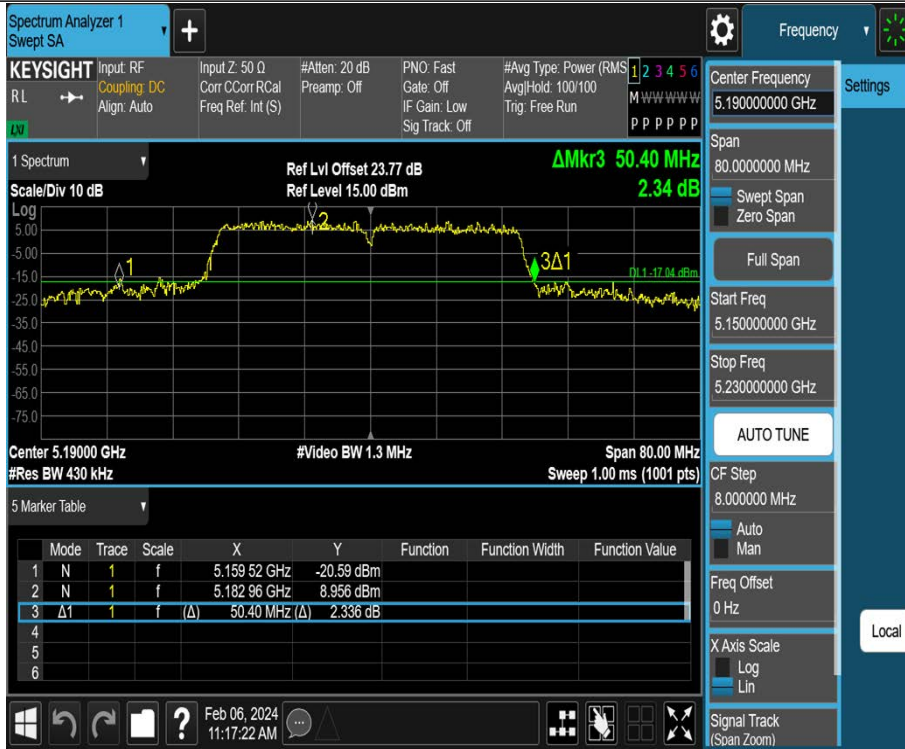 Spectrum Analyzer 1
Swept SA
+
Frequency
Settings
KEYSIGHT
RL
LXI
Input: RF
Coupling: DC
Align: Auto
Input Z: 50 Ω
Corr CCorr RCal
Freq Ref: Int (S)
#Atten: 20 dB
Preamp: Off
PNO: Fast
Gate: Off
IF Gain: Low
Sig Track: Off
#Avg Type: Power (RMS
Avg|Hold: 100/100
Trig: Free Run
1 2 3 4 5 6
M W W W W W
P P P P P P
1 Spectrum
Scale/Div 10 dB
Ref Lvl Offset 23.77 dB
Ref Level 15.00 dBm
ΔMkr3 50.40 MHz
2.34 dB
Log
5.00
-5.00
-15.0
-25.0
-35.0
-45.0
-55.0
-65.0
-75.0
1
2
3Δ1
DL1 -17.04 dBm
Center 5.19000 GHz
#Video BW 1.3 MHz
Span 80.00 MHz
#Res BW 430 kHz
Sweep 1.00 ms (1001 pts)
5 Marker Table
Mode Trace Scale X Y Function Function Width Function Value
1 N 1 f 5.159 52 GHz -20.59 dBm
2 N 1 f 5.182 96 GHz 8.956 dBm
3 Δ1 1 f (Δ) 50.40 MHz (Δ) 2.336 dB
4
5
6
Center Frequency
5.190000000 GHz
Span
80.0000000 MHz
Swept Span
Zero Span
Full Span
Start Freq
5.150000000 GHz
Stop Freq
5.230000000 GHz
AUTO TUNE
CF Step
8.000000 MHz
Auto
Man
Freq Offset
0 Hz
X Axis Scale
Log
Lin
Signal Track
(Span Zoom)
Local
?
Feb 06, 2024
11:17:22 AM